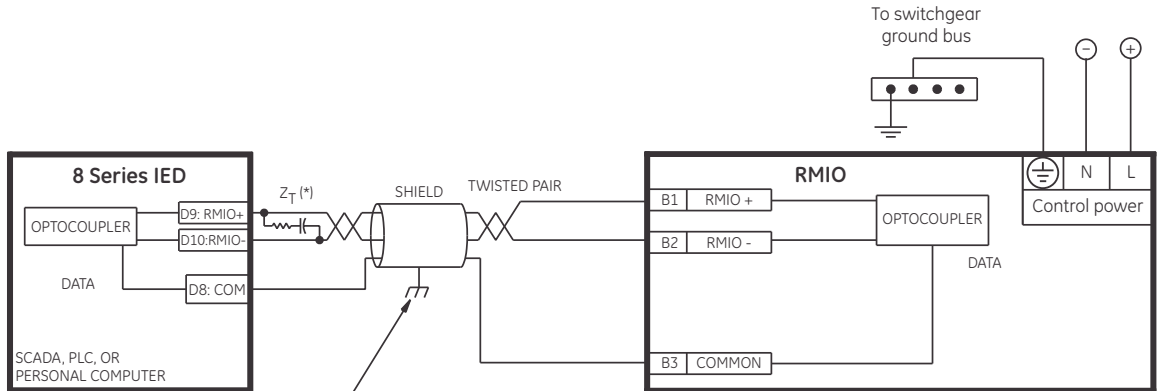 To switchgear
ground bus
−
+
8 Series IED
RMIO
N
L
Control power
Z_T (*)
SHIELD
TWISTED PAIR
OPTOCOUPLER
D9: RMIO+
D10:RMIO-
DATA
D8: COM
SCADA, PLC, OR
PERSONAL COMPUTER
B1 RMIO +
B2 RMIO -
OPTOCOUPLER
DATA
B3 COMMON